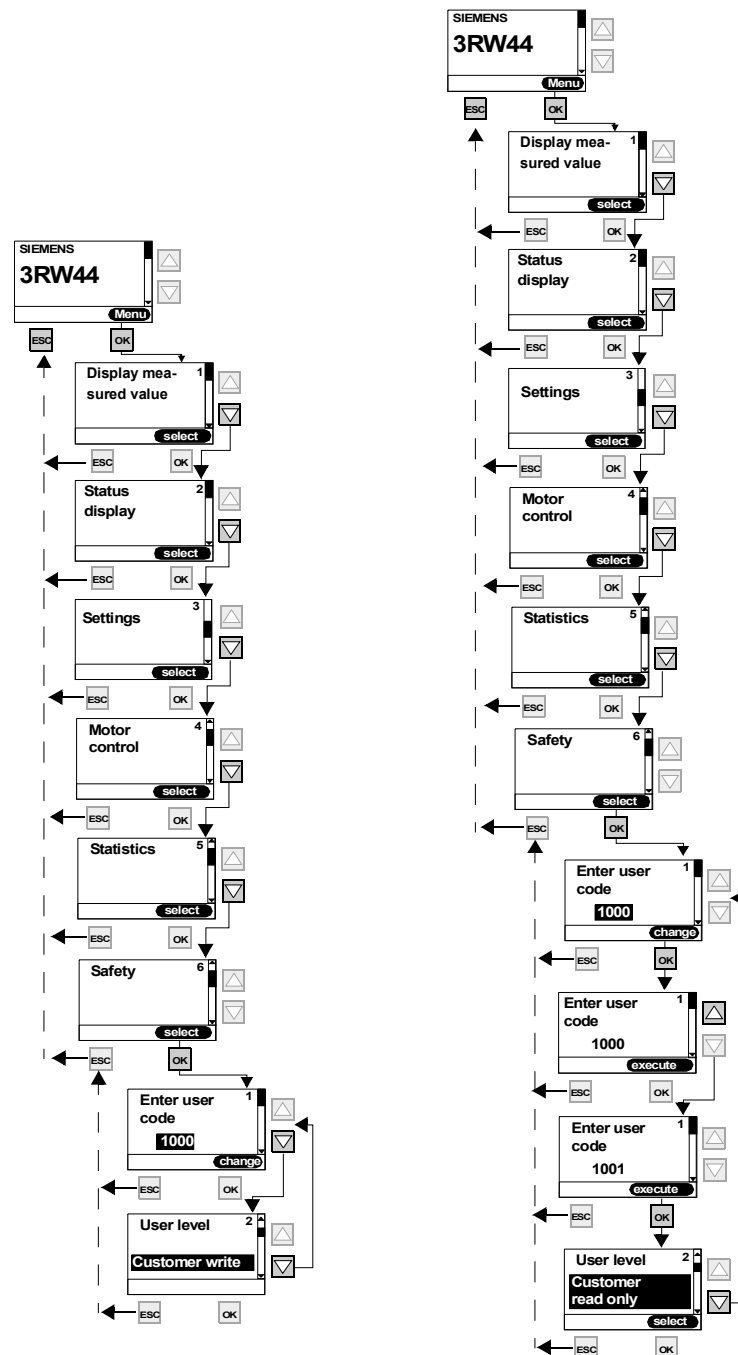 SIEMENS
3RW44
Menu
ESC
OK
Display mea-
sured value
1
select
ESC
OK
Status
display
2
select
ESC
OK
Settings
3
select
ESC
OK
Motor
control
4
select
ESC
OK
Statistics
5
select
ESC
OK
Safety
6
select
ESC
OK
Enter user
code
1
1000
change
ESC
OK
User level
2
Customer write
ESC
OK
SIEMENS
3RW44
Menu
ESC
OK
Display mea-
sured value
1
select
ESC
OK
Status
display
2
select
ESC
OK
Settings
3
select
ESC
OK
Motor
control
4
select
ESC
OK
Statistics
5
select
ESC
OK
Safety
6
select
ESC
OK
Enter user
code
1
1000
change
ESC
OK
Enter user
code
1
1000
execute
ESC
OK
Enter user
code
1
1001
execute
ESC
OK
User level
2
Customer
read only
select
ESC
OK